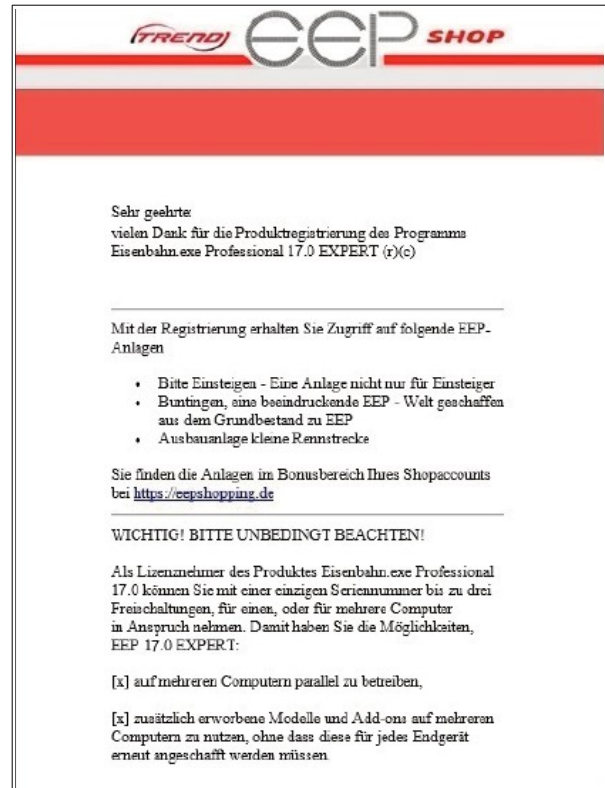 TREND EEP SHOP
Sehr geehrte:
vielen Dank für die Produktregistrierung des Programms
Eisenbahn.exe Professional 17.0 EXPERT (r)(c)
Mit der Registrierung erhalten Sie Zugriff auf folgende EEP-
Anlagen
• Bitte Einsteigen - Eine Anlage nicht nur für Einsteiger
• Buntingen, eine beeindruckende EEP - Welt geschaffen
aus dem Grundbestand zu EEP
• Ausbauanlage kleine Rennstrecke
Sie finden die Anlagen im Bonusbereich Ihres Shopaccounts
bei https://eepshopping.de
WICHTIG! BITTE UNBEDINGT BEACHTEN!
Als Lizenznehmer des Produktes Eisenbahn.exe Professional
17.0 können Sie mit einer einzigen Seriennummer bis zu drei
Freischaltungen, für einen, oder für mehrere Computer
in Anspruch nehmen. Damit haben Sie die Möglichkeiten,
EEP 17.0 EXPERT:
[x] auf mehreren Computern parallel zu betreiben,
[x] zusätzlich erworbene Modelle und Add-ons auf mehreren
Computern zu nutzen, ohne dass diese für jedes Endgerät
erneut angeschafft werden müssen.